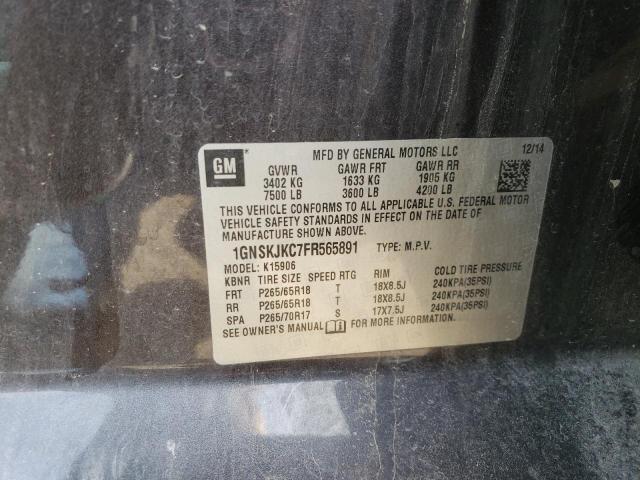 GM
MFD BY GENERAL MOTORS LLC 12/14
GVWR GAWR FRT GAWR RR
3402 KG 1633 KG 1905 KG
7500 LB 3600 LB 4200 LB
THIS VEHICLE CONFORMS TO ALL APPLICABLE U.S. FEDERAL MOTOR
VEHICLE SAFETY STANDARDS IN EFFECT ON THE DATE OF
MANUFACTURE SHOWN ABOVE.
1GNSKJKC7FR565891 TYPE: M.P.V.
MODEL: K15906
KBNR TIRE SIZE SPEED RTG RIM COLD TIRE PRESSURE
FRT P265/65R18 T 18X8.5J 240KPA(35PSI)
RR P265/65R18 T 18X8.5J 240KPA(35PSI)
SPA P265/70R17 S 17X7.5J 240KPA(35PSI)
SEE OWNER'S MANUAL FOR MORE INFORMATION.